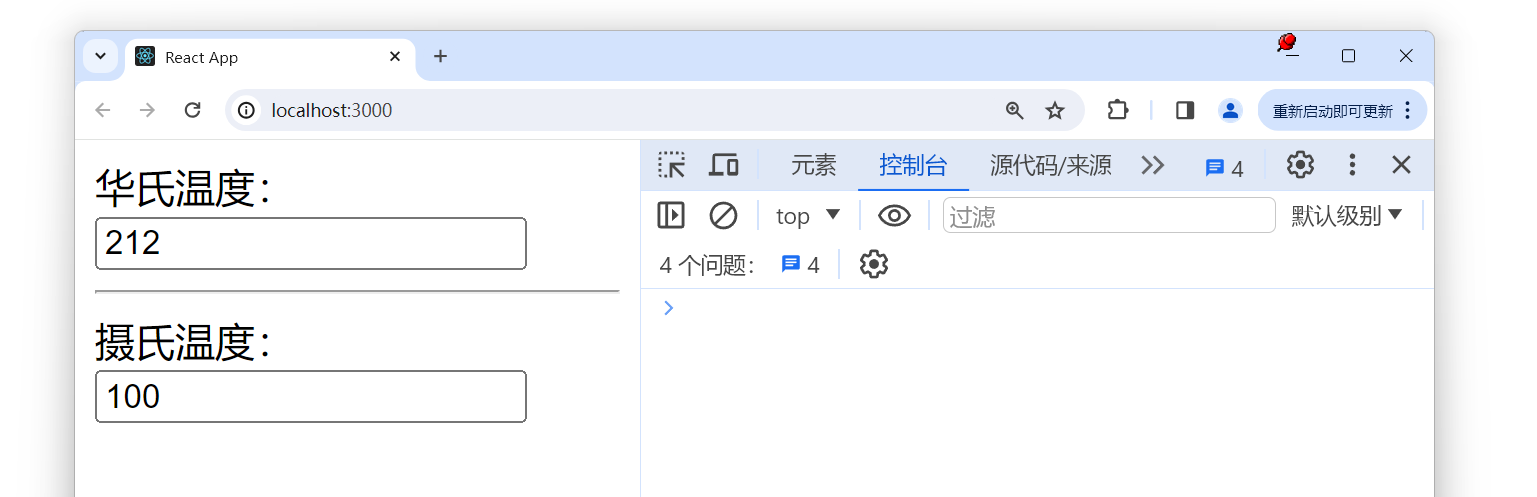 React App
localhost:3000
重新启动即可更新
华氏温度：
212
摄氏温度：
100
元素 控制台 源代码/来源 4
top 过滤 默认级别
4 个问题： 4